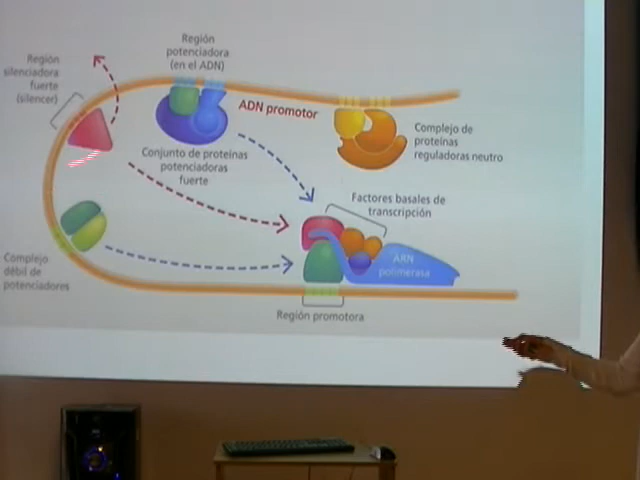 Región
potenciadora
(en el ADN)
Región
silenciadora
fuerte
(silencer)
ADN promotor
Complejo de
proteínas
reguladoras neutro
Conjunto de proteínas
potenciadoras
fuerte
Factores basales de
transcripción
ARN
polimerasa
Complejo
débil de
potenciadores
Región promotora